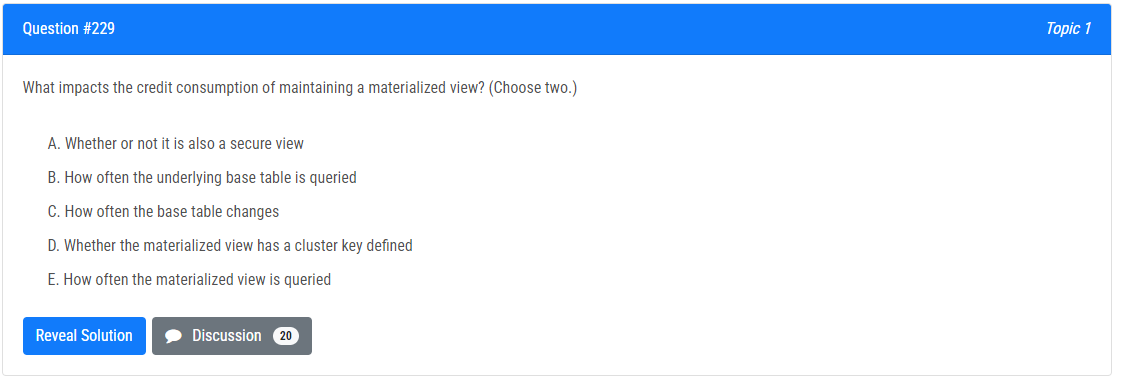 Question #229
Topic 1
What impacts the credit consumption of maintaining a materialized view? (Choose two.)
A. Whether or not it is also a secure view
B. How often the underlying base table is queried
C. How often the base table changes
D. Whether the materialized view has a cluster key defined
E. How often the materialized view is queried
Reveal Solution
Discussion 20